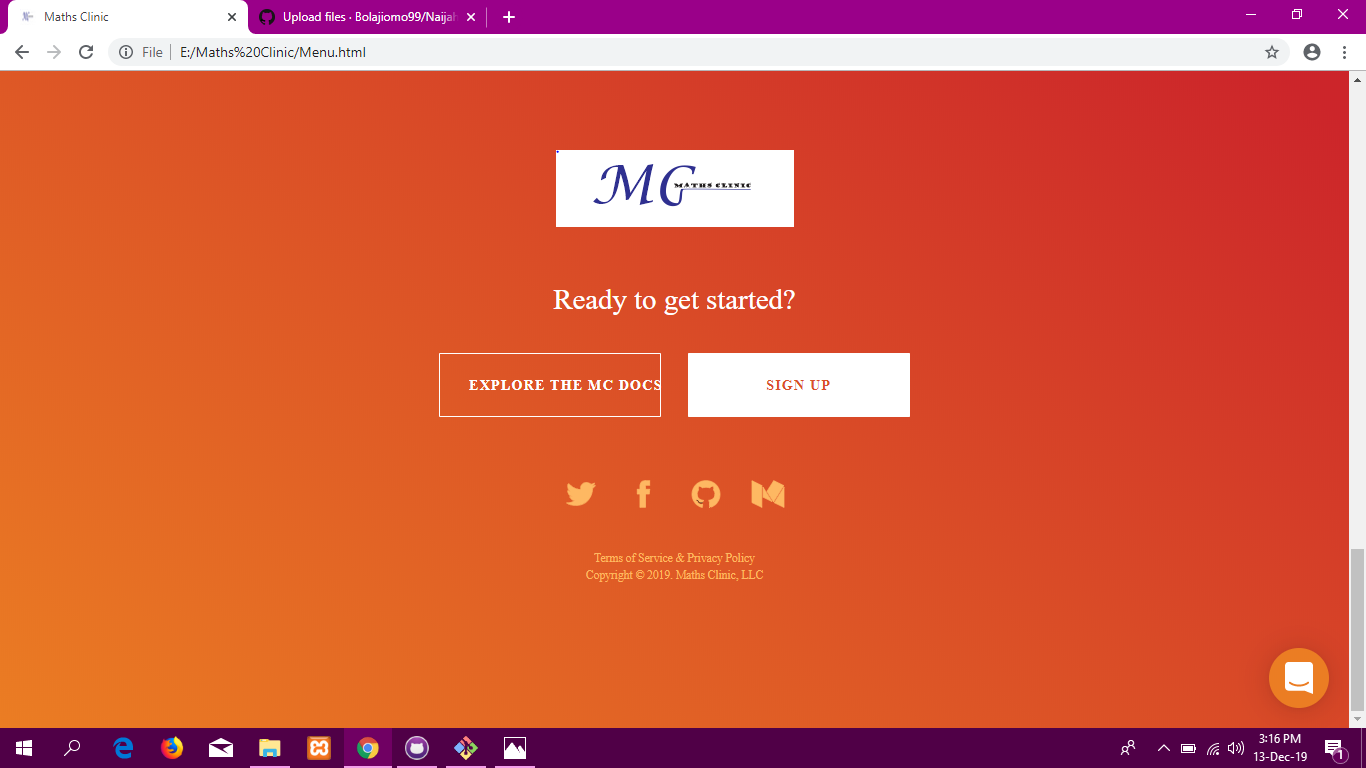 Maths Clinic
Upload files · Bolajiomo99/Naijah
File
E:/Maths%20Clinic/Menu.html
MG
MATHS CLINIC
Ready to get started?
EXPLORE THE MC DOCS
SIGN UP
Terms of Service & Privacy Policy
Copyright © 2019. Maths Clinic, LLC
3:16 PM
13-Dec-19
1